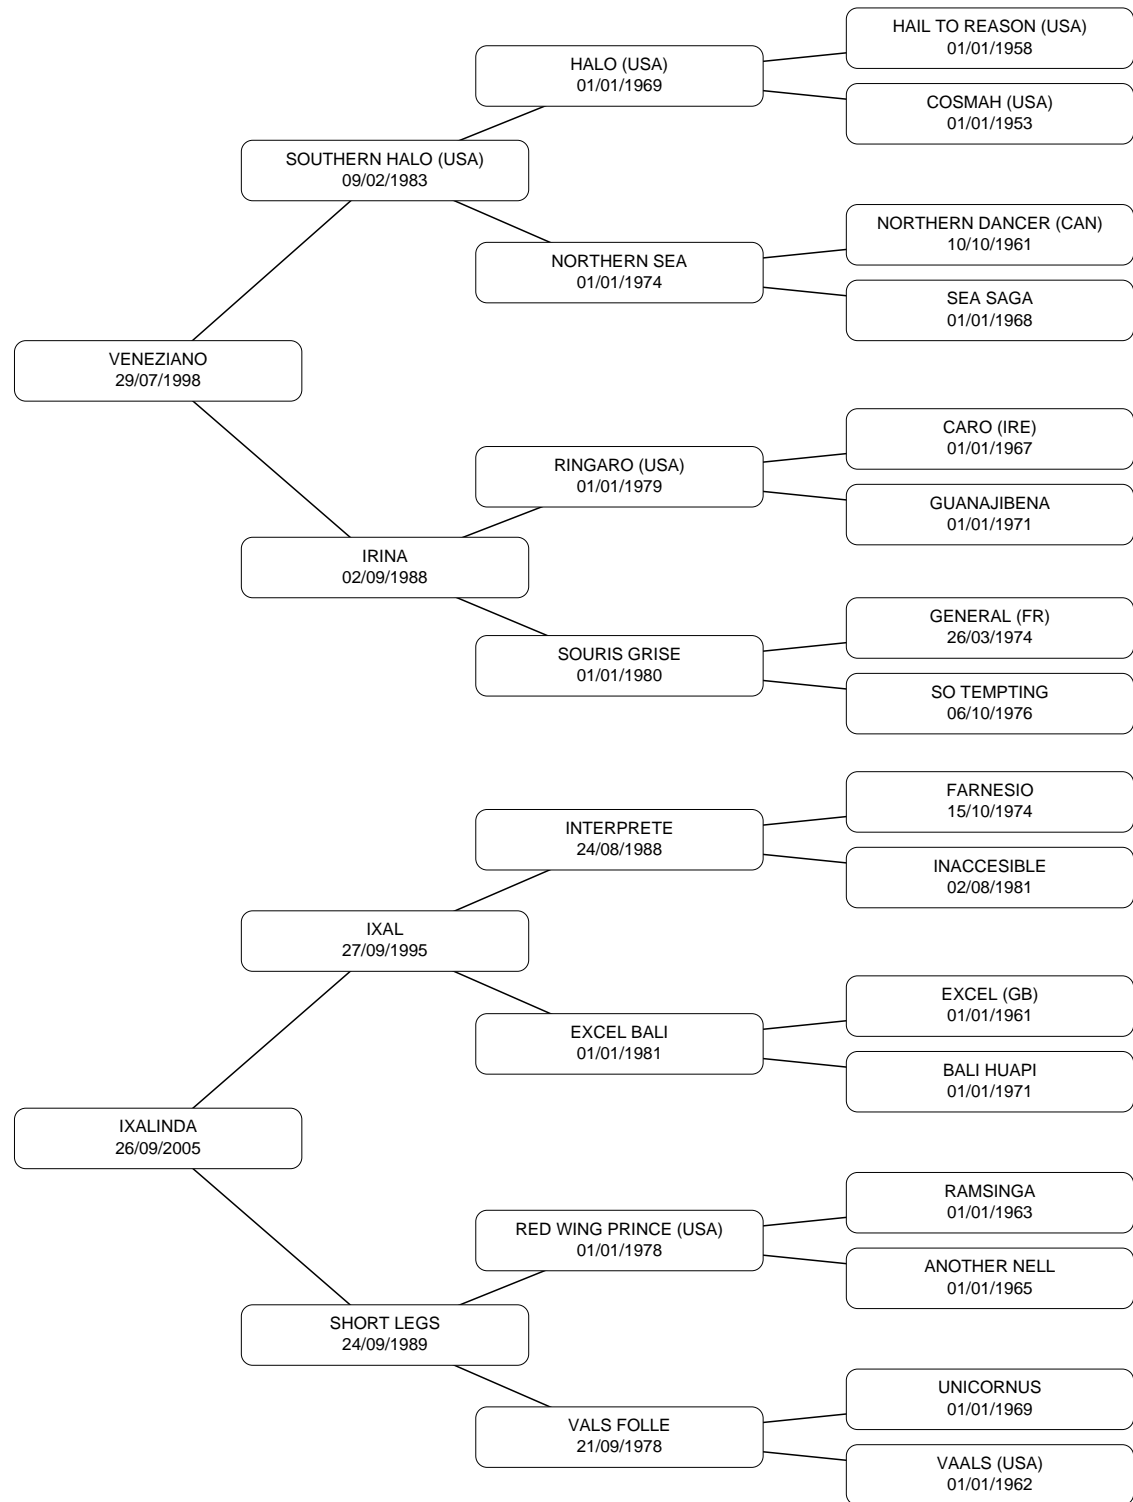 HAIL TO REASON (USA)
01/01/1958
HALO (USA)
01/01/1969
COSMAH (USA)
01/01/1953
SOUTHERN HALO (USA)
09/02/1983
NORTHERN DANCER (CAN)
10/10/1961
NORTHERN SEA
01/01/1974
SEA SAGA
01/01/1968
VENEZIANO
29/07/1998
CARO (IRE)
01/01/1967
RINGARO (USA)
01/01/1979
GUANAJIBENA
01/01/1971
IRINA
02/09/1988
GENERAL (FR)
26/03/1974
SOURIS GRISE
01/01/1980
SO TEMPTING
06/10/1976
FARNESIO
15/10/1974
INTERPRETE
24/08/1988
INACCESIBLE
02/08/1981
IXAL
27/09/1995
EXCEL (GB)
01/01/1961
EXCEL BALI
01/01/1981
BALI HUAPI
01/01/1971
IXALINDA
26/09/2005
RAMSINGA
01/01/1963
RED WING PRINCE (USA)
01/01/1978
ANOTHER NELL
01/01/1965
SHORT LEGS
24/09/1989
UNICORNUS
01/01/1969
VALS FOLLE
21/09/1978
VAALS (USA)
01/01/1962